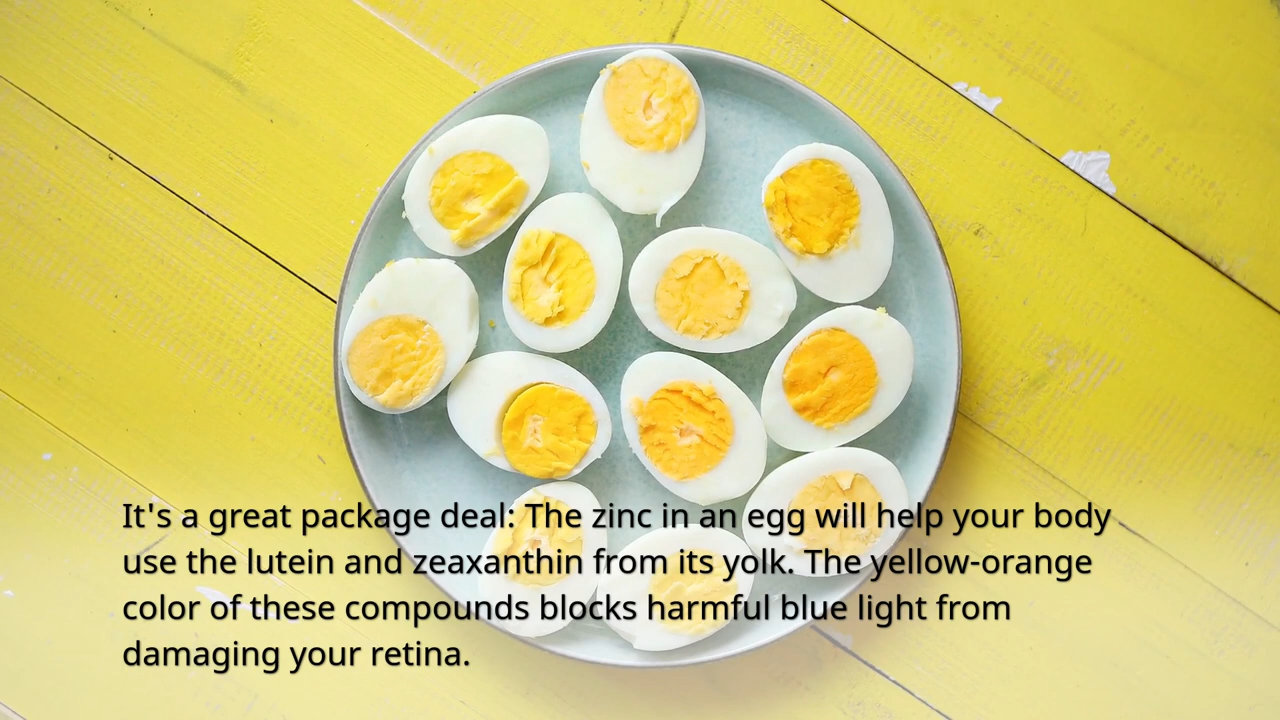 It's a great package deal: The zinc in an egg will help your body
use the lutein and zeaxanthin from its yolk. The yellow-orange
color of these compounds blocks harmful blue light from
damaging your retina.